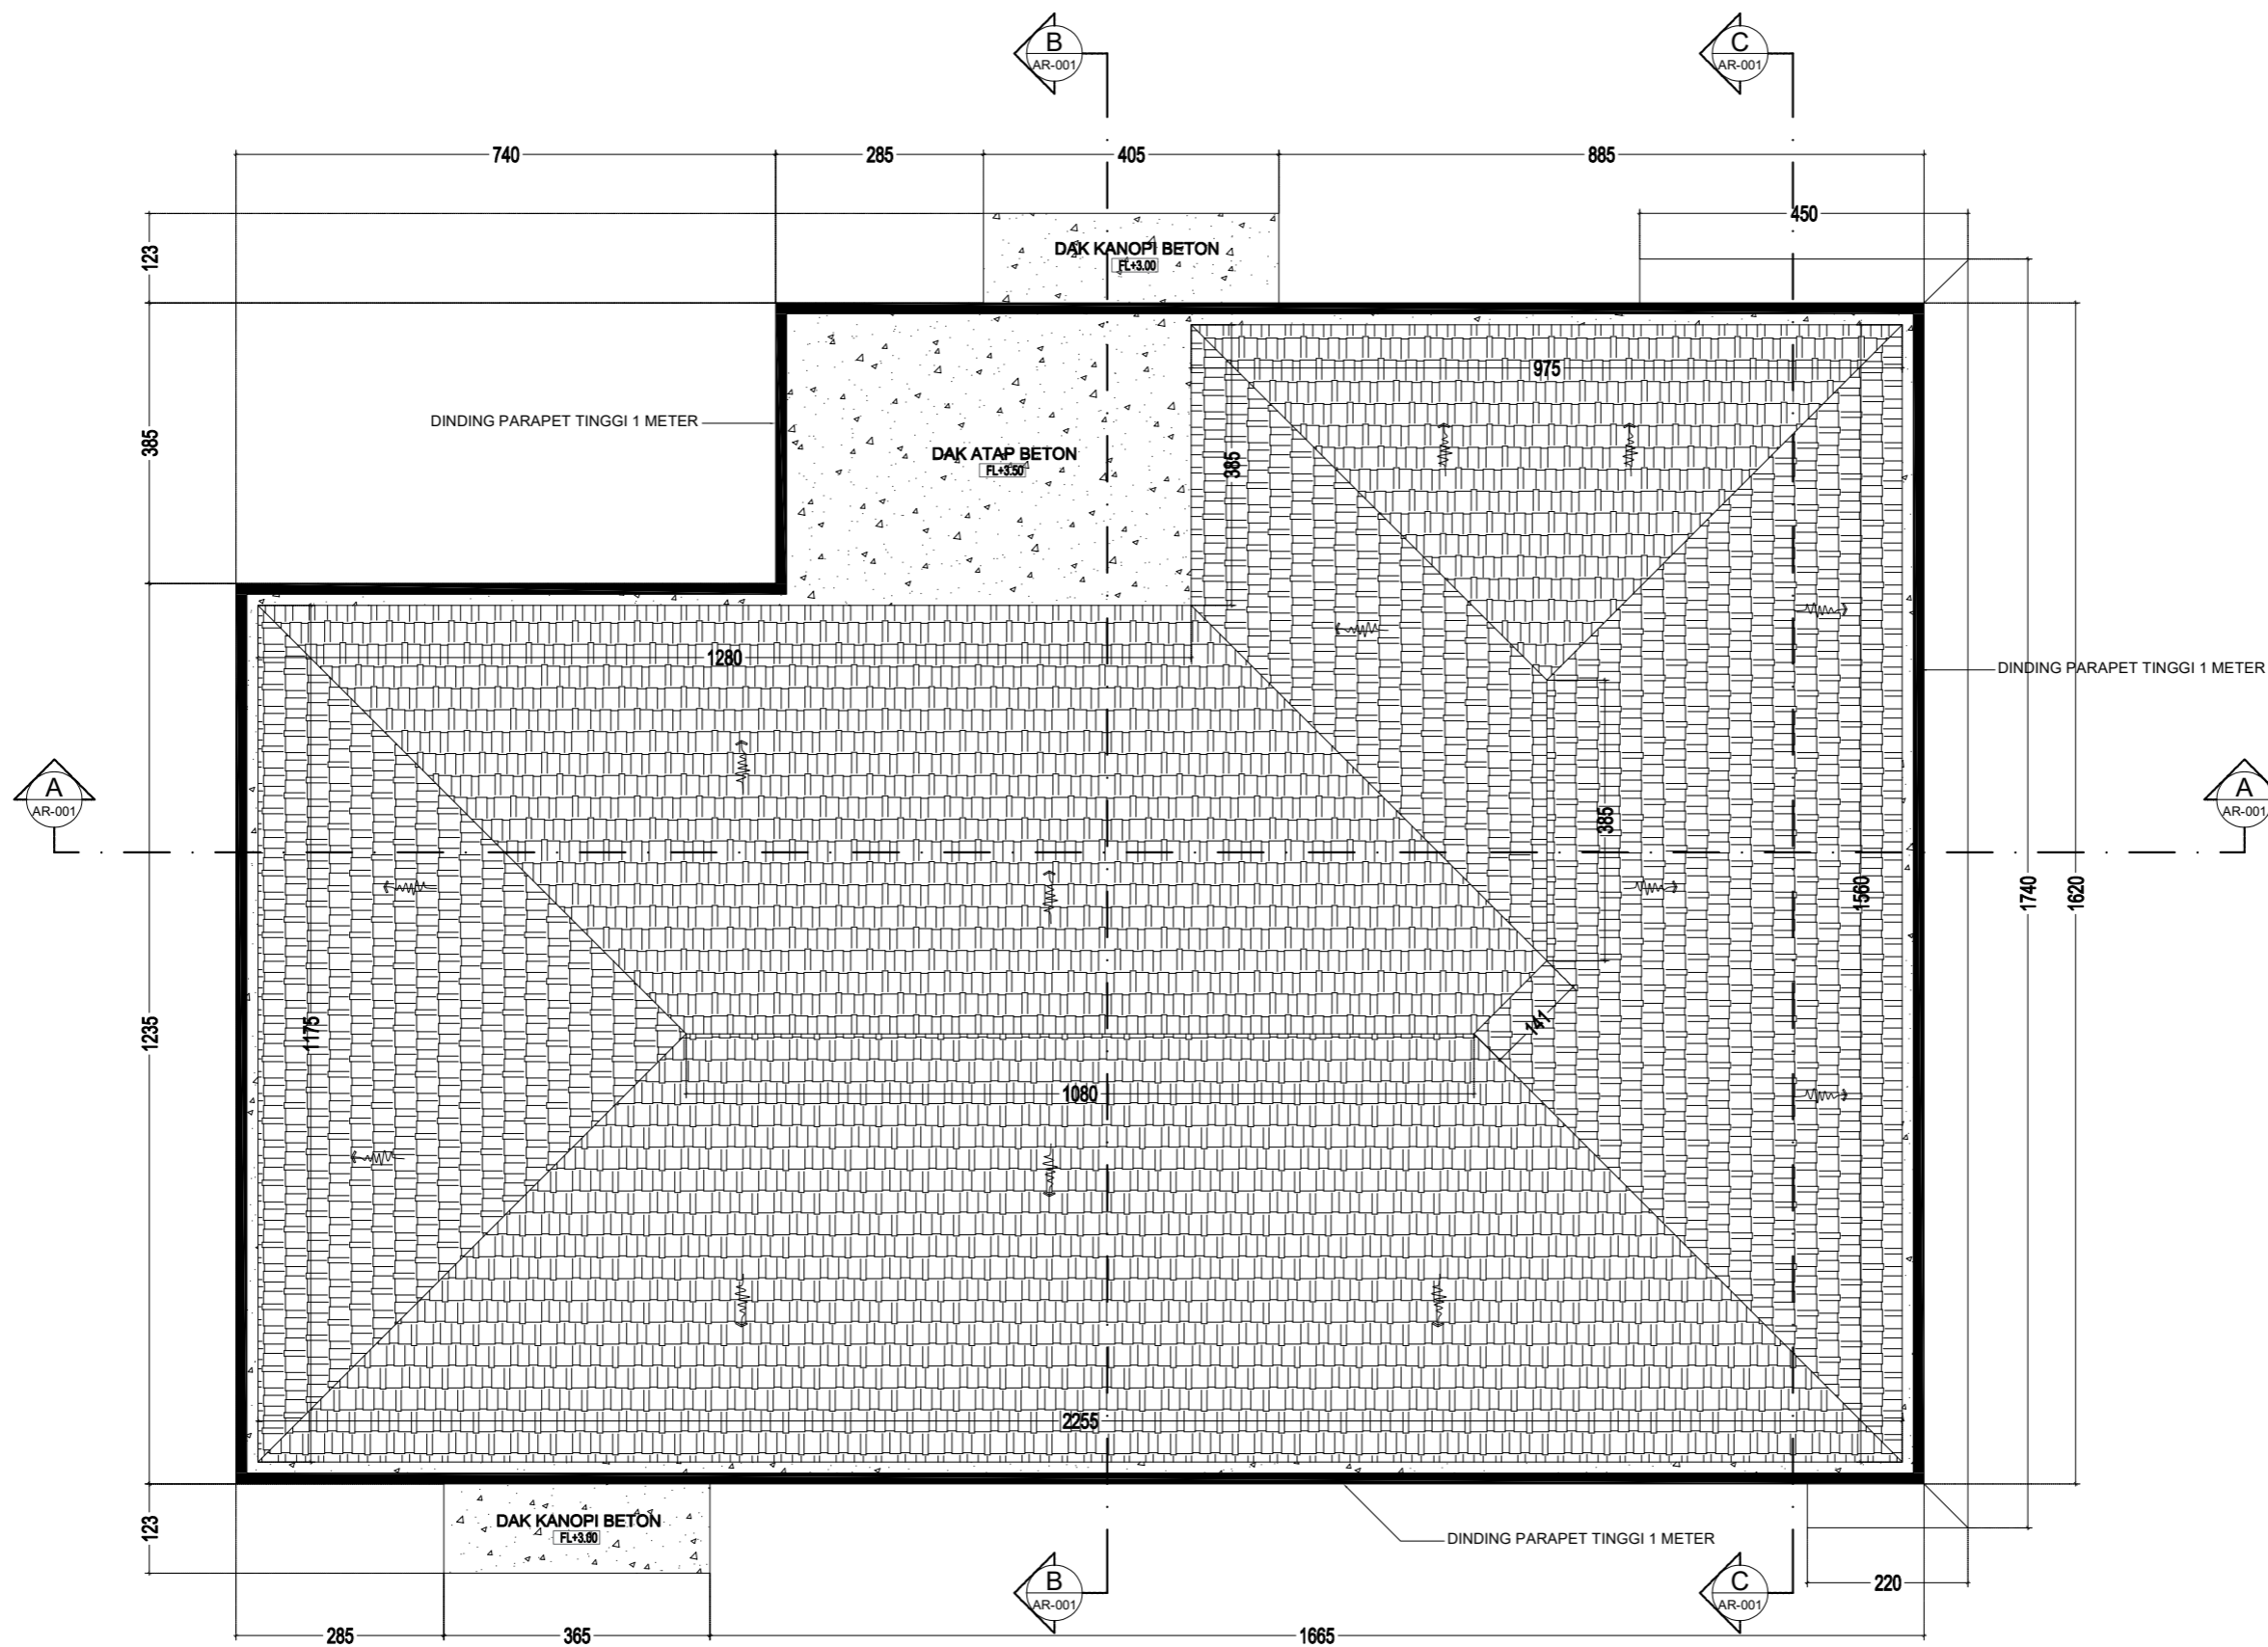 B
AR-001
C
AR-001
740
285
405
885
450
123
DAK KANOPI BETON
FL+3.00
975
DINDING PARAPET TINGGI 1 METER
385
DAK ATAP BETON
FL+3.50
385
1280
DINDING PARAPET TINGGI 1 METER
A
AR-001
A
AR-001
385
1560
1740
1620
1235
1175
141
1080
2255
123
DAK KANOPI BETON
FL+3.00
DINDING PARAPET TINGGI 1 METER
B
AR-001
C
AR-001
220
285
365
1665